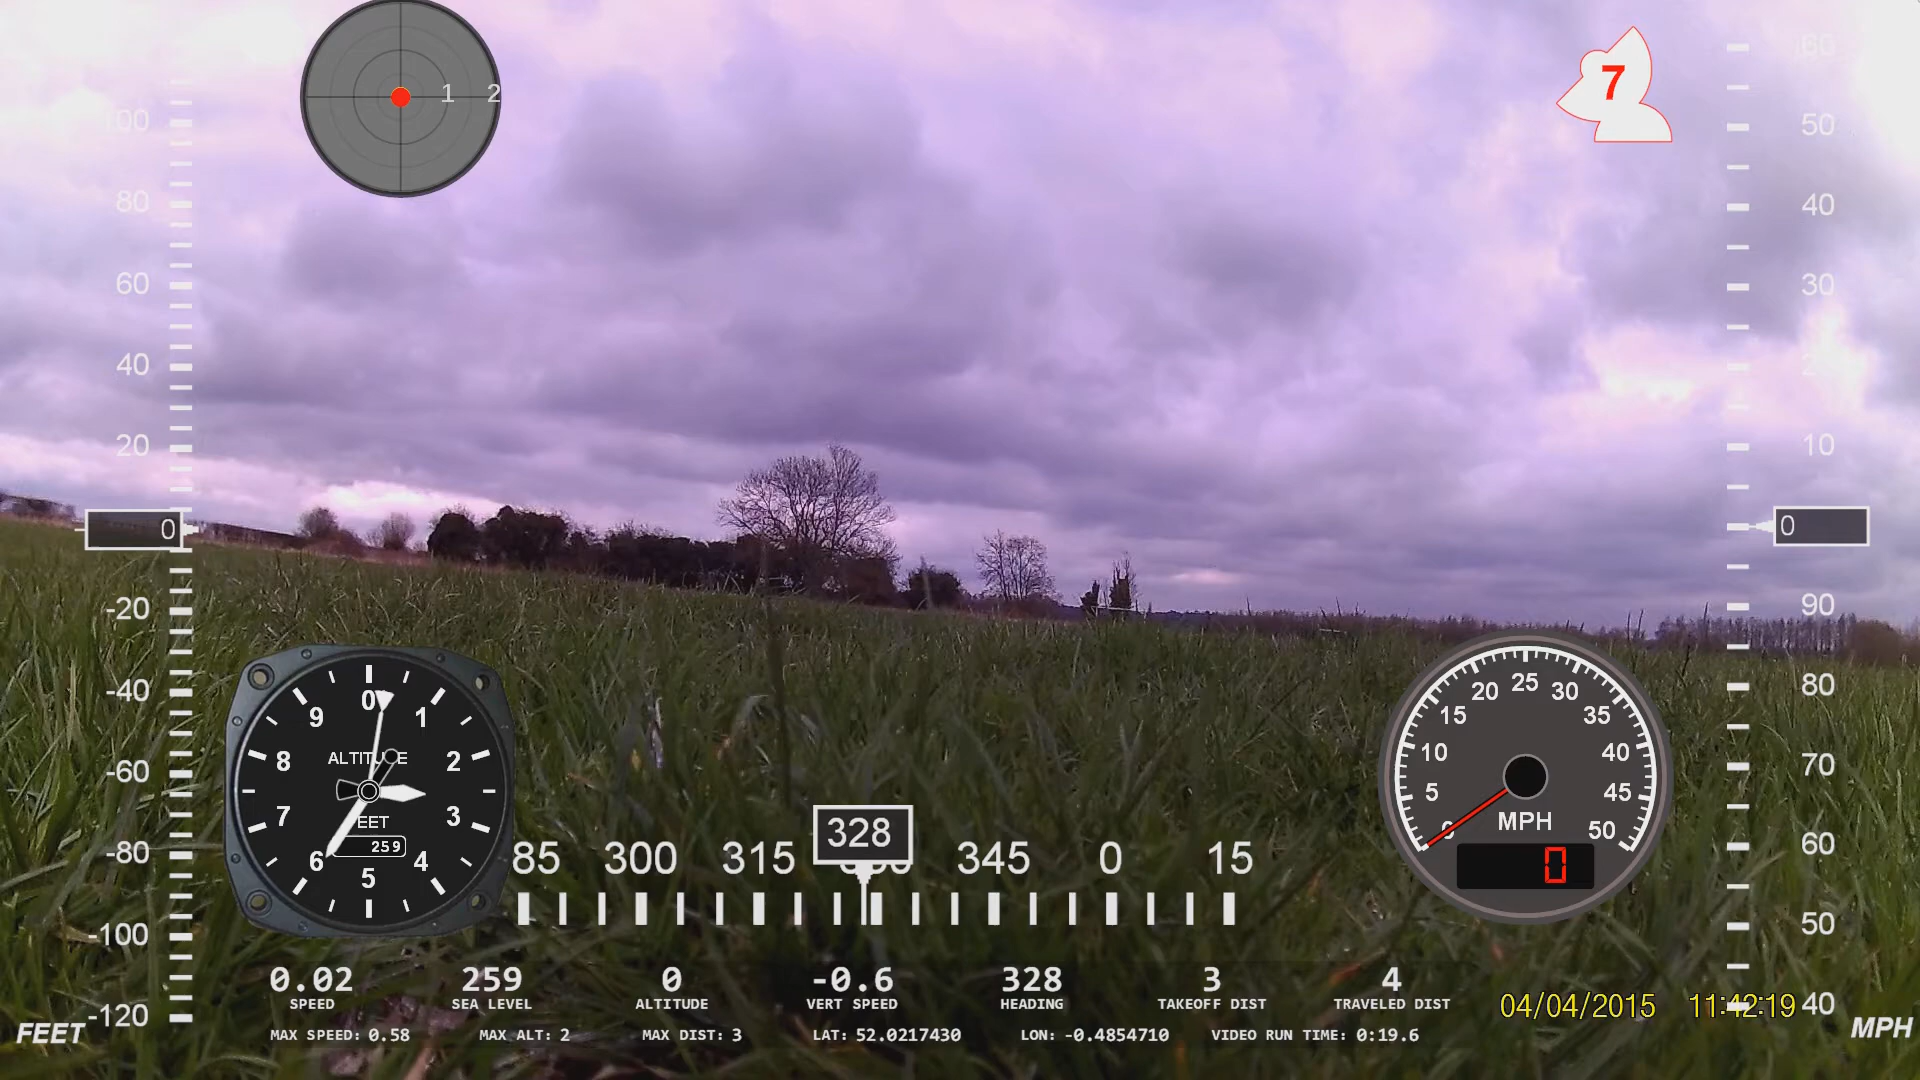 1 2
7
100
80
60
40
20
0
-20
-40
-60
-80
-100
-120
FEET
60
50
40
30
20
10
0
90
80
70
60
50
40
MPH
0 1 2 3 4 5 6 7 8 9
ALTITUDE
FEET
259
328
285 300 315 330 345 0 15
0 5 10 15 20 25 30 35 40 45 50
MPH
0
0.02 259 0 -0.6 328 3 4
SPEED SEA LEVEL ALTITUDE VERT SPEED HEADING TAKEOFF DIST TRAVELED DIST
MAX SPEED: 0.58 MAX ALT: 2 MAX DIST: 3 LAT: 52.0217430 LON: -0.4854710 VIDEO RUN TIME: 0:19.6
04/04/2015 11:42:19